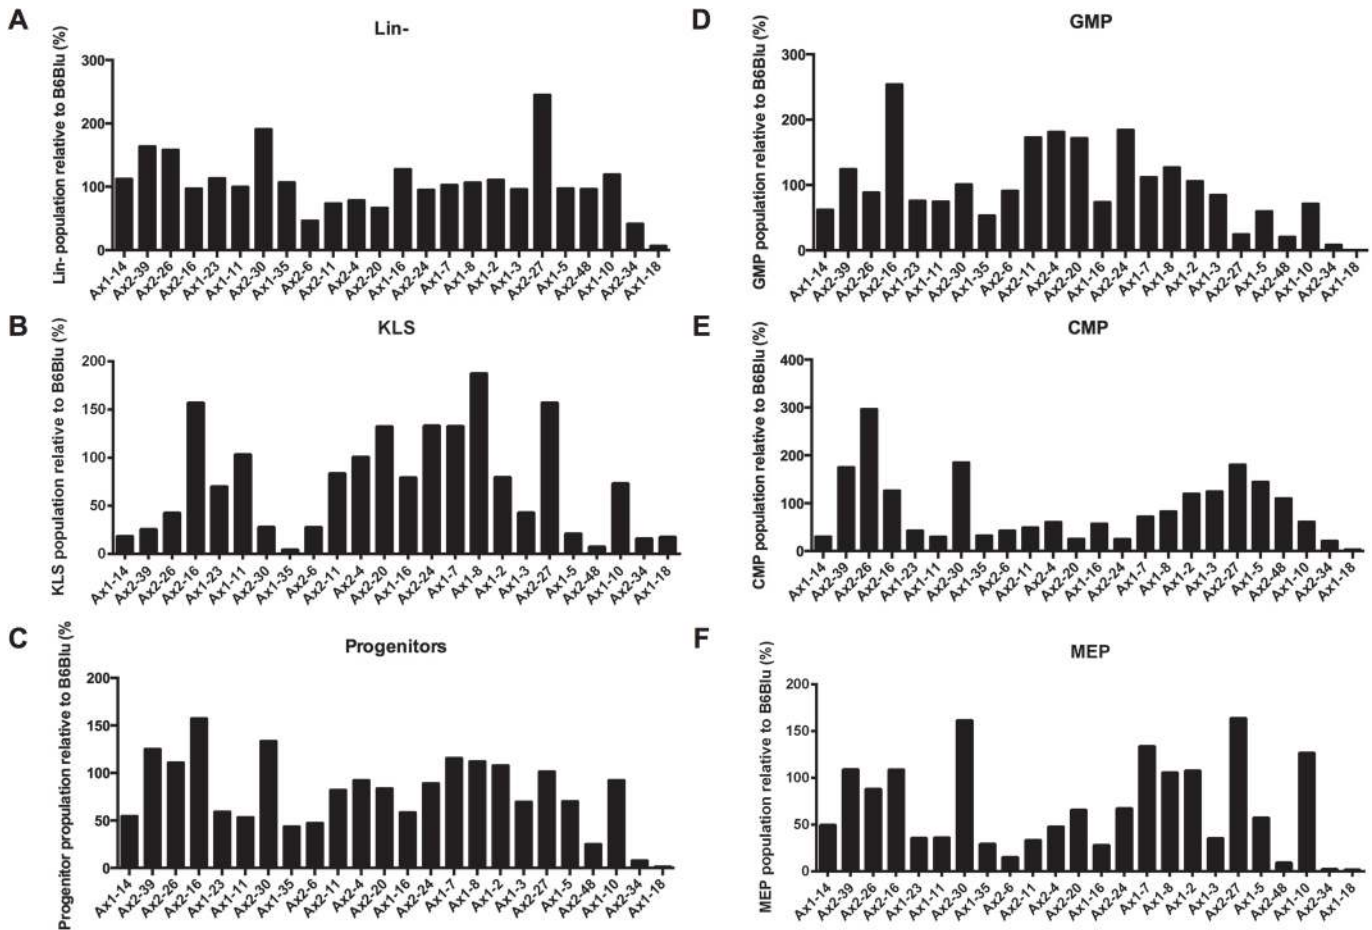 A
Lin-
Lin- population relative to B6Blu (%)
300
200
100
0
Ax1-14
Ax2-39
Ax2-26
Ax2-16
Ax1-23
Ax1-11
Ax2-30
Ax1-35
Ax2-6
Ax2-11
Ax2-4
Ax2-20
Ax1-16
Ax2-24
Ax1-7
Ax1-8
Ax1-2
Ax1-3
Ax2-27
Ax1-5
Ax2-48
Ax1-10
Ax2-34
Ax1-18
B
KLS
KLS population relative to B6Blu (%)
200
150
100
50
0
Ax1-14
Ax2-39
Ax2-26
Ax2-16
Ax1-23
Ax1-11
Ax2-30
Ax1-35
Ax2-6
Ax2-11
Ax2-4
Ax2-20
Ax1-16
Ax2-24
Ax1-7
Ax1-8
Ax1-2
Ax1-3
Ax2-27
Ax1-5
Ax2-48
Ax1-10
Ax2-34
Ax1-18
C
Progenitors
Progenitor propulation relative to B6Blu (%
200
150
100
50
0
Ax1-14
Ax2-39
Ax2-26
Ax2-16
Ax1-23
Ax1-11
Ax2-30
Ax1-35
Ax2-6
Ax2-11
Ax2-4
Ax2-20
Ax1-16
Ax2-24
Ax1-7
Ax1-8
Ax1-2
Ax1-3
Ax2-27
Ax1-5
Ax2-48
Ax1-10
Ax2-34
Ax1-18
D
GMP
GMP population relative to B6Blu (%)
300
200
100
0
Ax1-14
Ax2-39
Ax2-26
Ax2-16
Ax1-23
Ax1-11
Ax2-30
Ax1-35
Ax2-6
Ax2-11
Ax2-4
Ax2-20
Ax1-16
Ax2-24
Ax1-7
Ax1-8
Ax1-2
Ax1-3
Ax2-27
Ax1-5
Ax2-48
Ax1-10
Ax2-34
Ax1-18
E
CMP
CMP population relative to B6Blu (%)
400
300
200
100
0
Ax1-14
Ax2-39
Ax2-26
Ax2-16
Ax1-23
Ax1-11
Ax2-30
Ax1-35
Ax2-6
Ax2-11
Ax2-4
Ax2-20
Ax1-16
Ax2-24
Ax1-7
Ax1-8
Ax1-2
Ax1-3
Ax2-27
Ax1-5
Ax2-48
Ax1-10
Ax2-34
Ax1-18
F
MEP
MEP population relative to B6Blu (%)
200
150
100
50
0
Ax1-14
Ax2-39
Ax2-26
Ax2-16
Ax1-23
Ax1-11
Ax2-30
Ax1-35
Ax2-6
Ax2-11
Ax2-4
Ax2-20
Ax1-16
Ax2-24
Ax1-7
Ax1-8
Ax1-2
Ax1-3
Ax2-27
Ax1-5
Ax2-48
Ax1-10
Ax2-34
Ax1-18